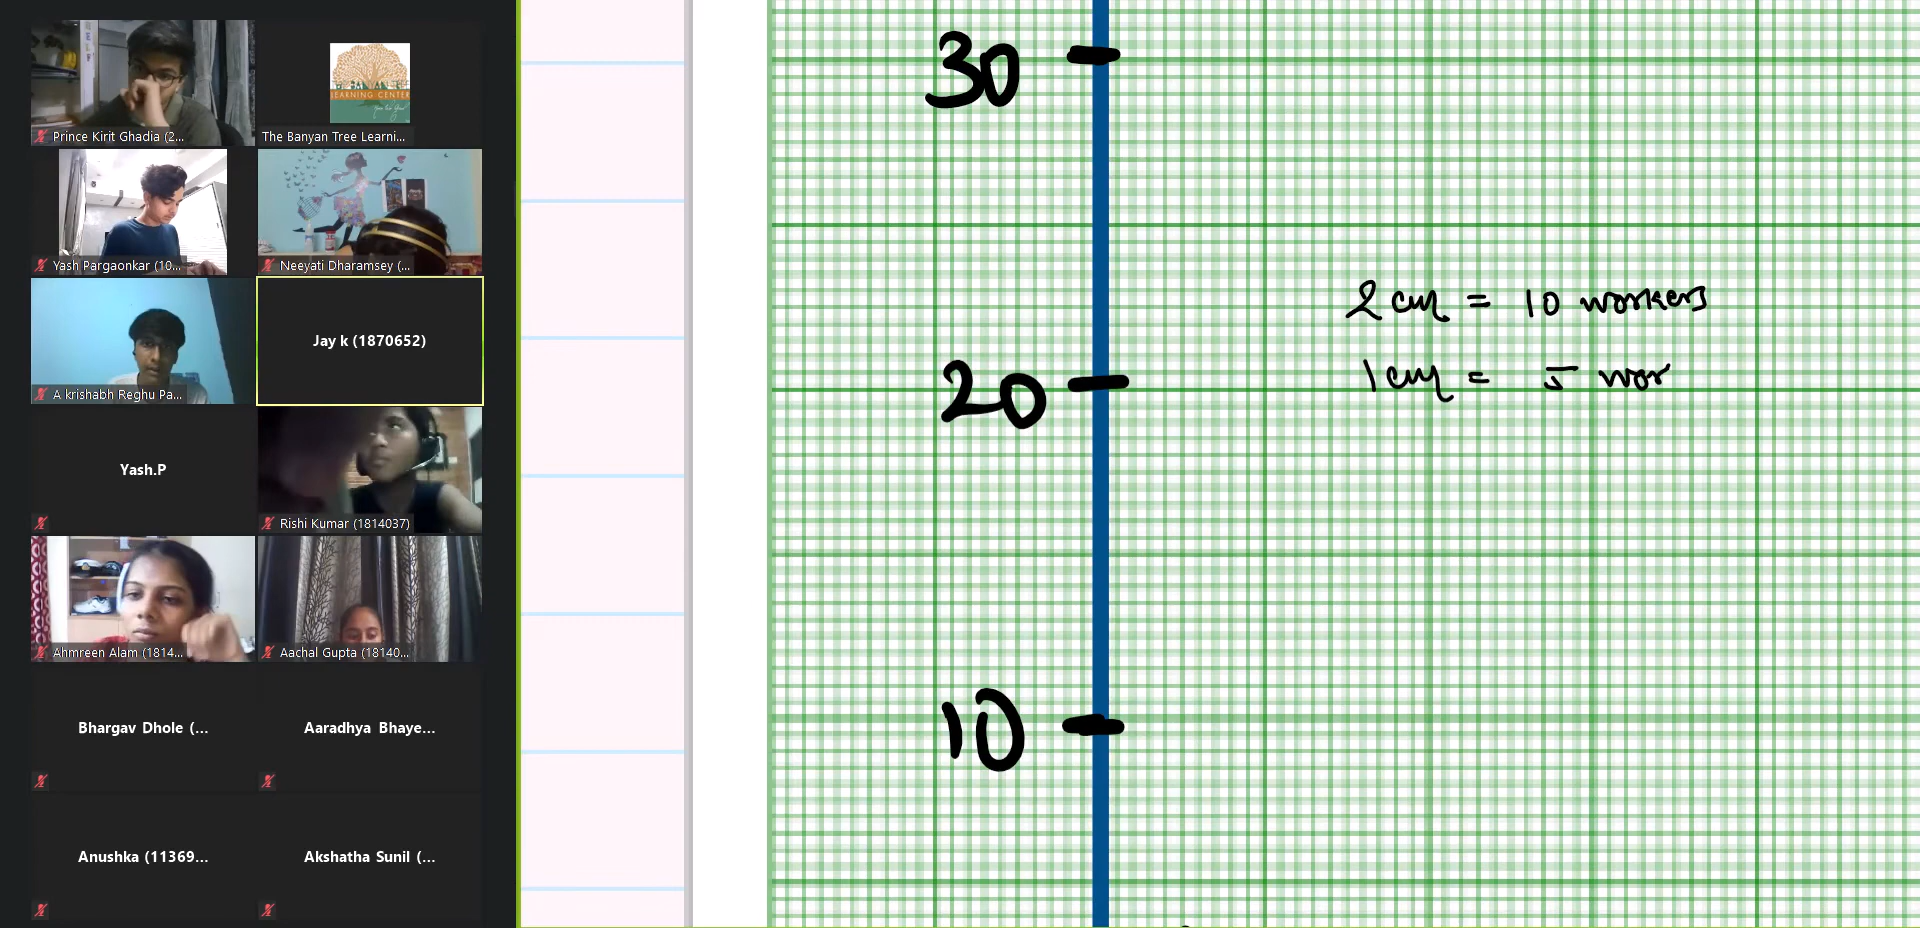 Prince Kirit Ghadia (2...
LEARNING CENTER
The Banyan Tree Learni...
Yash Pargaonkar (10...
Neeyati Dharamsey (...
A krishabh Reghu Pa...
Jay k (1870652)
Yash.P
Rishi Kumar (1814037)
Ahmreen Alam (1814...
Aachal Gupta (18140...
Bhargav Dhole (...
Aaradhya Bhaye...
Anushka (11369...
Akshatha Sunil (...
30
20
10
2 cm = 10 workers
1 cm = 5 wor